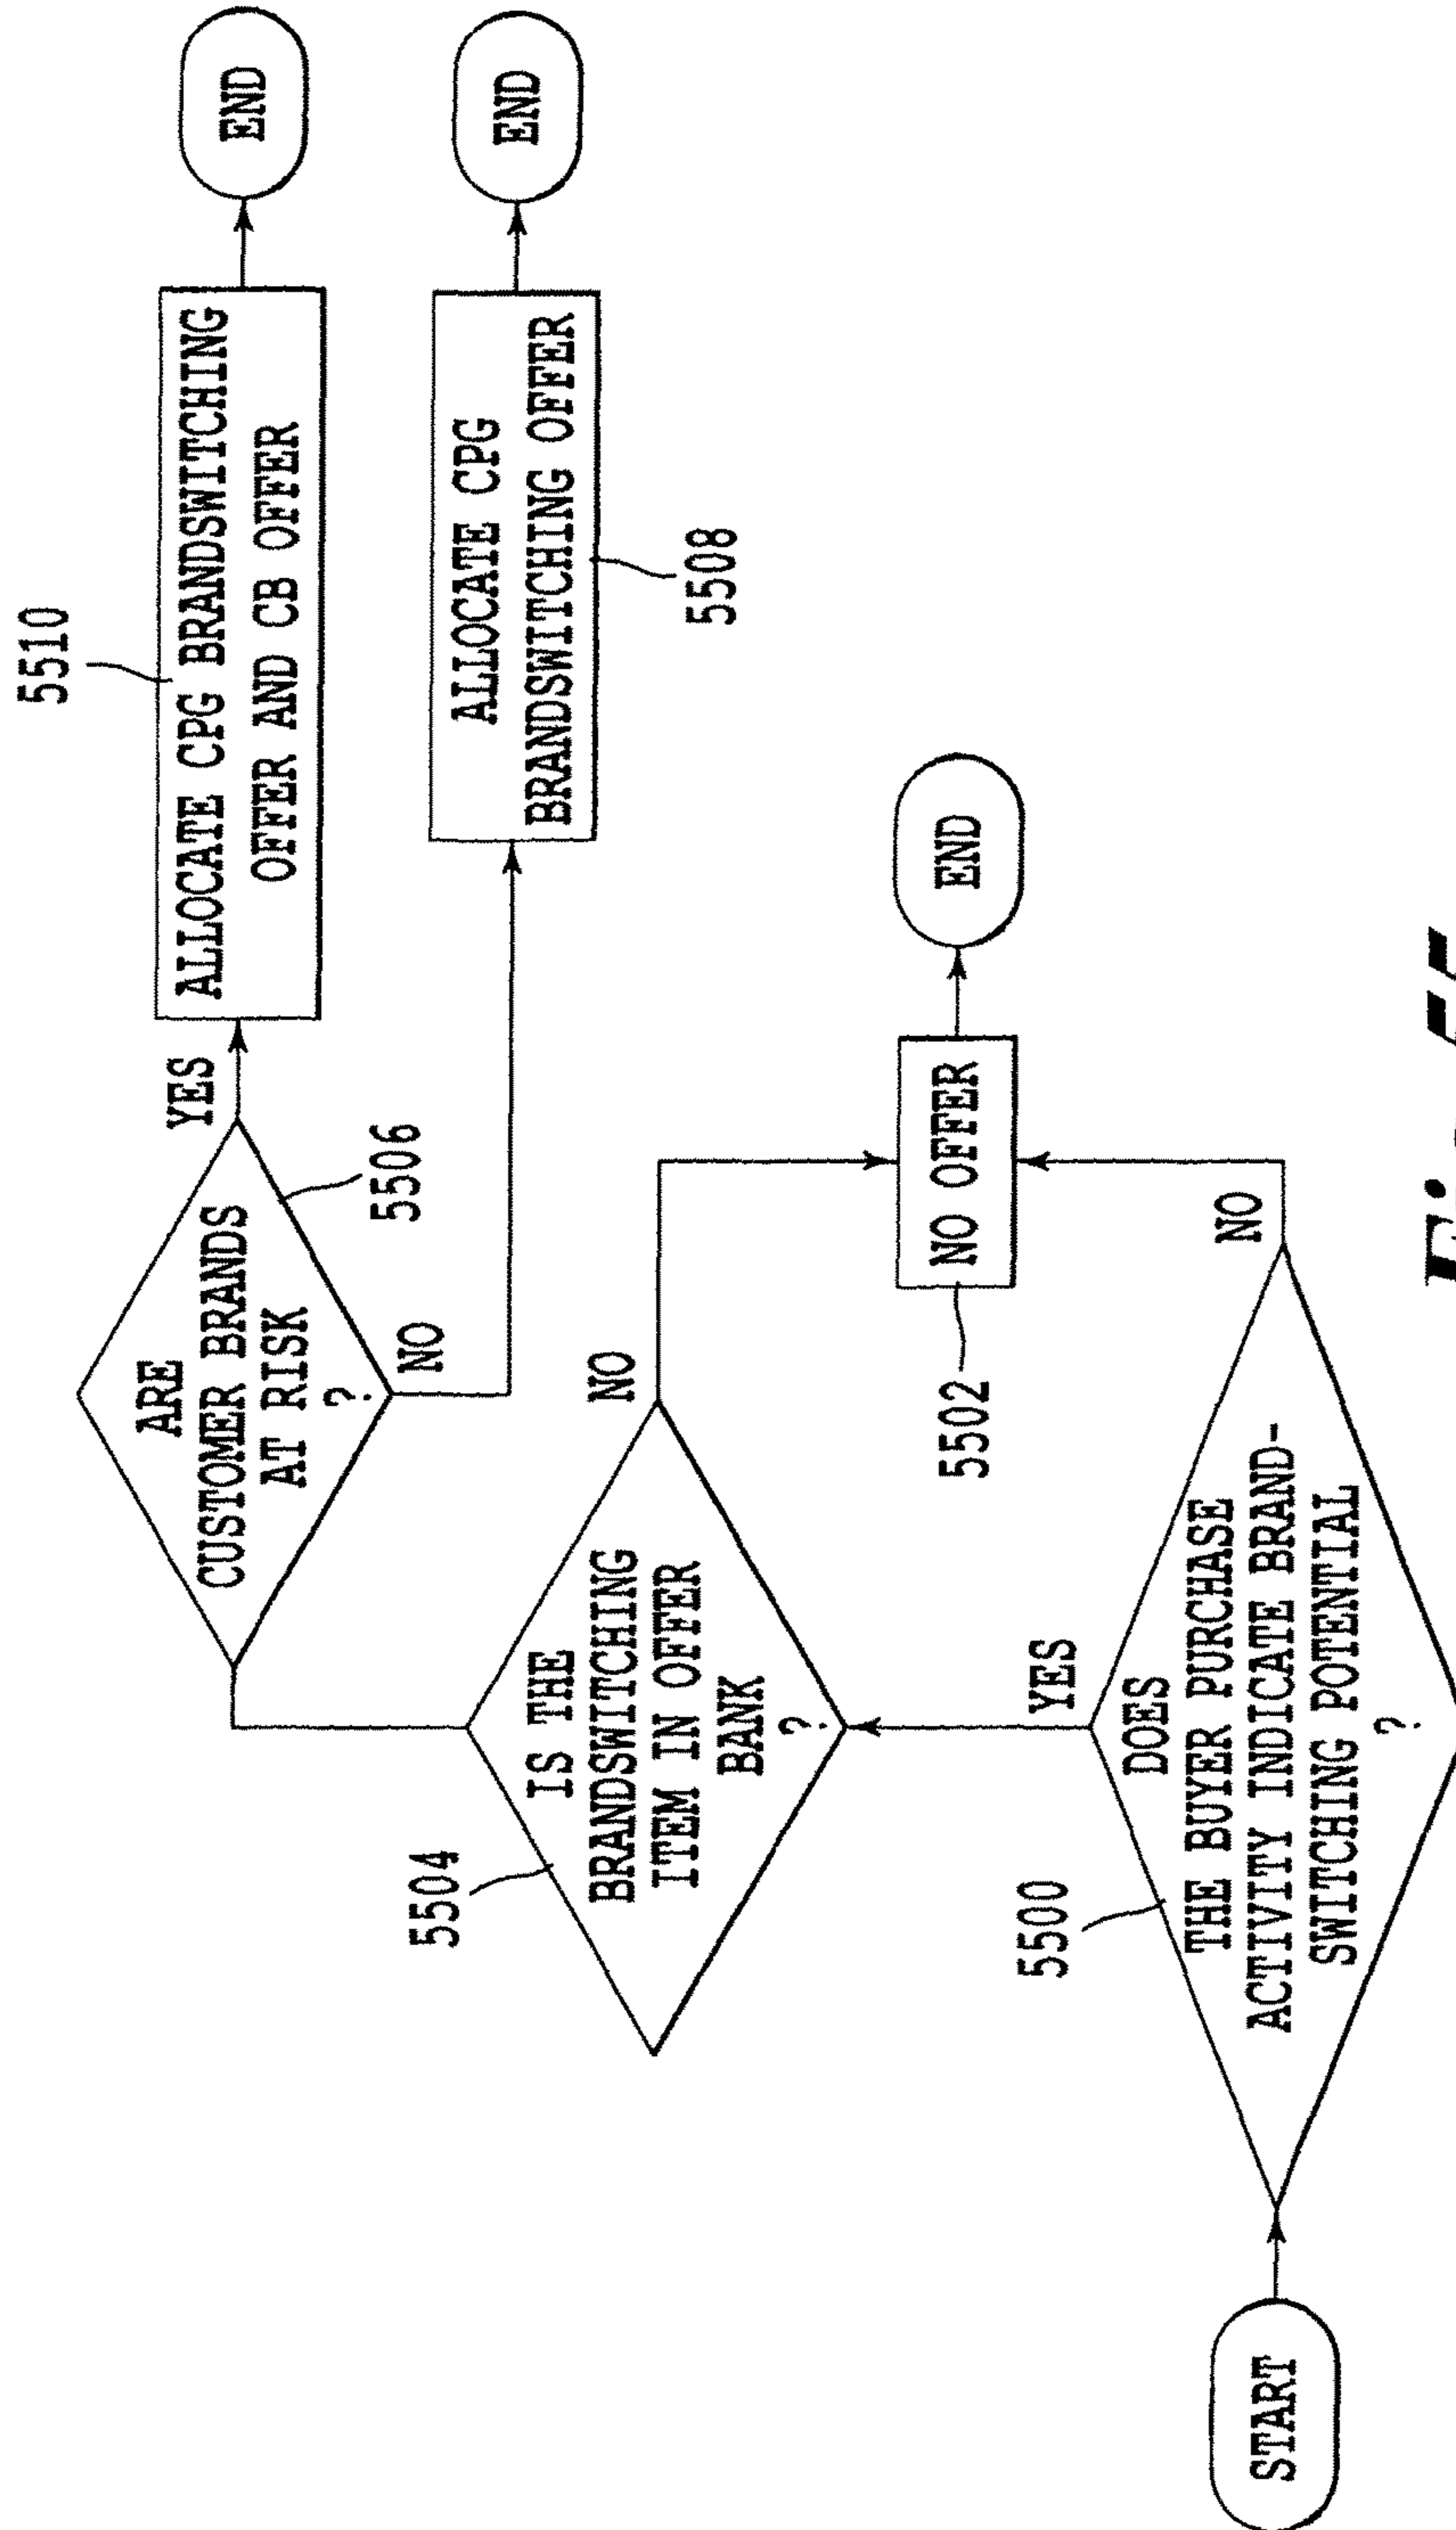 START
5500
DOES
THE BUYER PURCHASE
ACTIVITY INDICATE BRAND-
SWITCHING POTENTIAL
?
YES
NO
5504
IS THE
BRANDSWITCHING
ITEM IN OFFER
BANK
?
NO
5502
NO OFFER
END
ARE
CUSTOMER BRANDS
AT RISK
?
5506
YES
NO
5510
ALLOCATE CPG BRANDSWITCHING
OFFER AND CB OFFER
END
ALLOCATE CPG
BRANDSWITCHING OFFER
5508
END